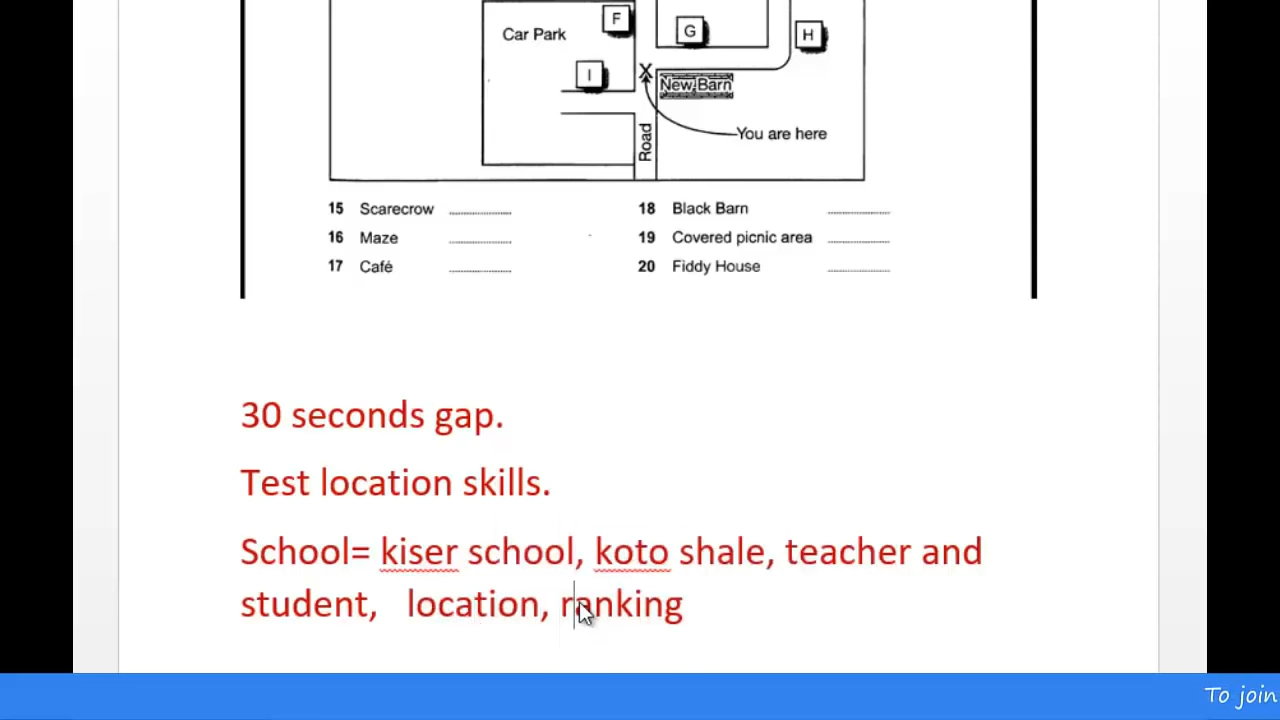 F
G
H
Car Park
I
X
New Barn
You are here
Road
15 Scarecrow
18 Black Barn
16 Maze
19 Covered picnic area
17 Café
20 Fiddy House
30 seconds gap.
Test location skills.
School= kiser school, koto shale, teacher and
student, location, ranking
To join